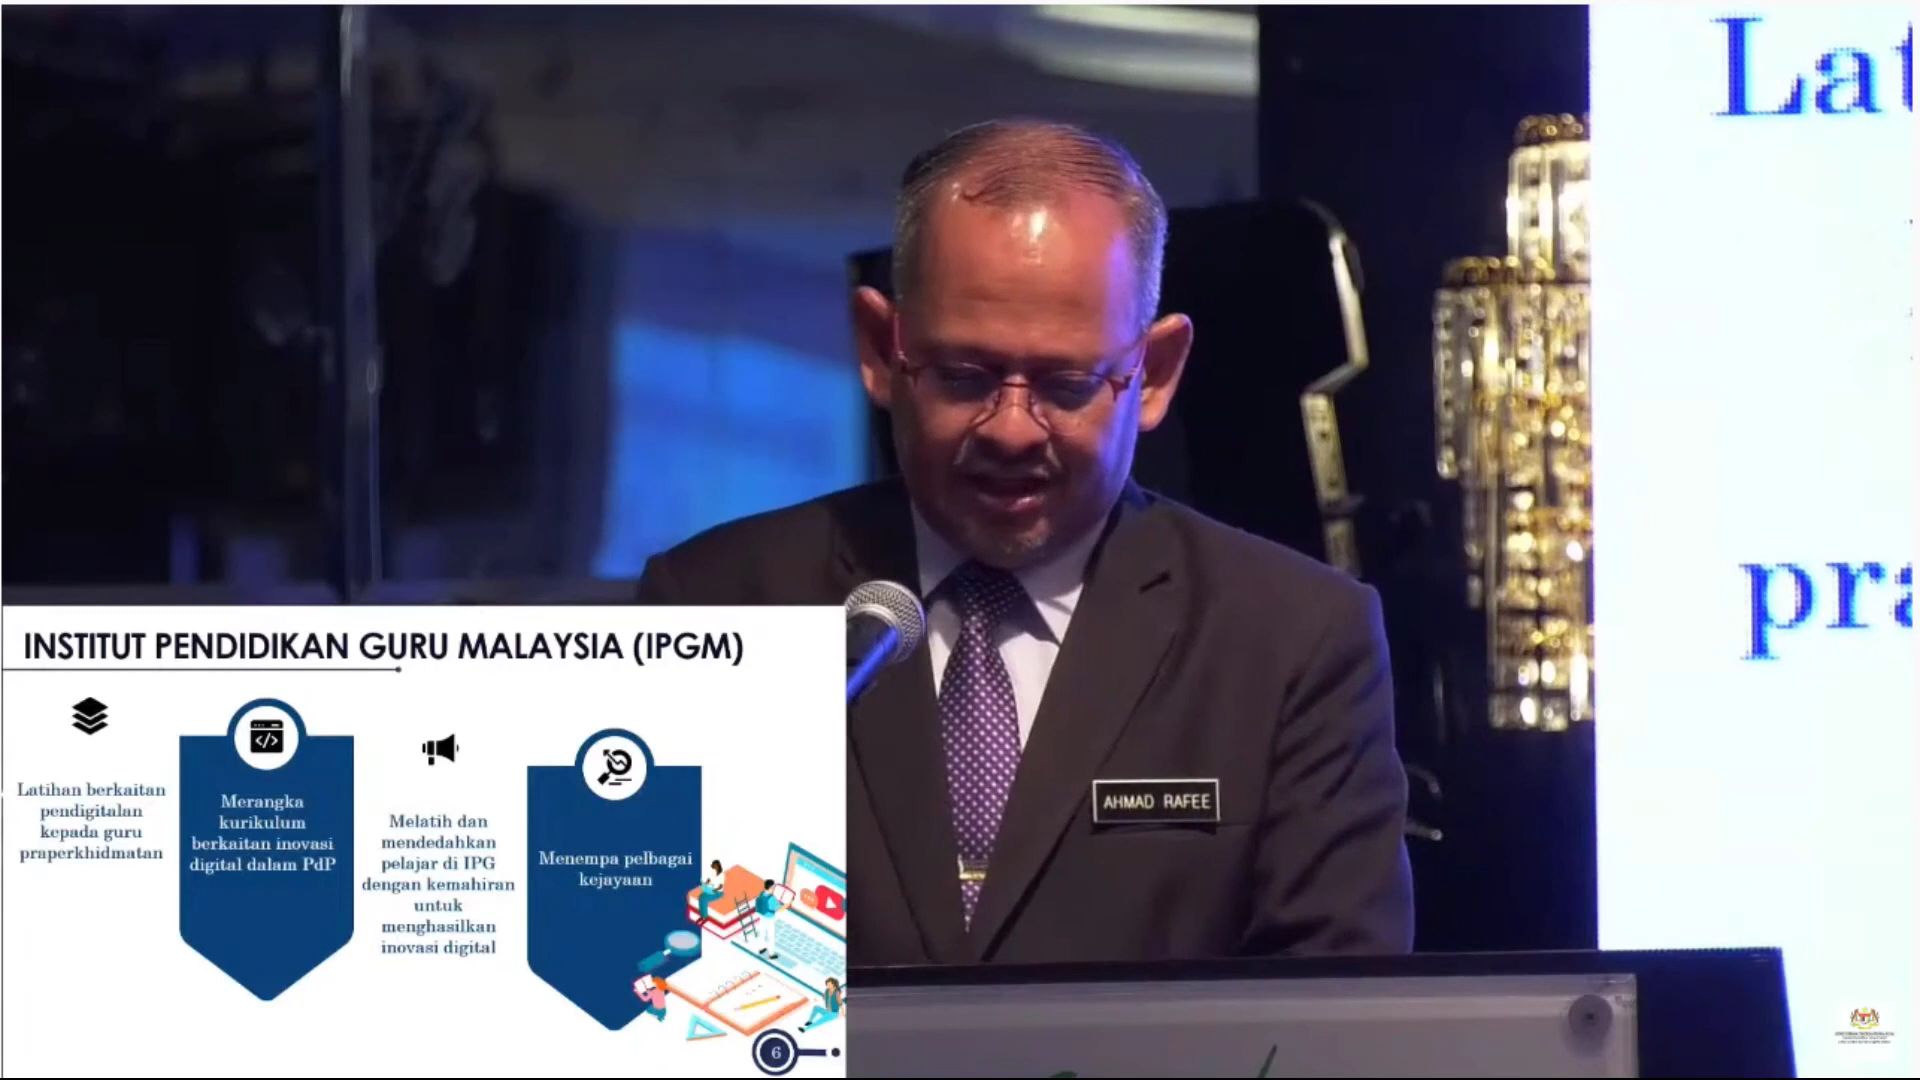 Lat
pra
AHMAD RAFEE
INSTITUT PENDIDIKAN GURU MALAYSIA (IPGM)
Latihan berkaitan
pendigitalan
kepada guru
praperkhidmatan
Merangka
kurikulum
berkaitan inovasi
digital dalam PdP
Melatih dan
mendedahkan
pelajar di IPG
dengan kemahiran
untuk
menghasilkan
inovasi digital
Menempa pelbagai
kejayaan
6